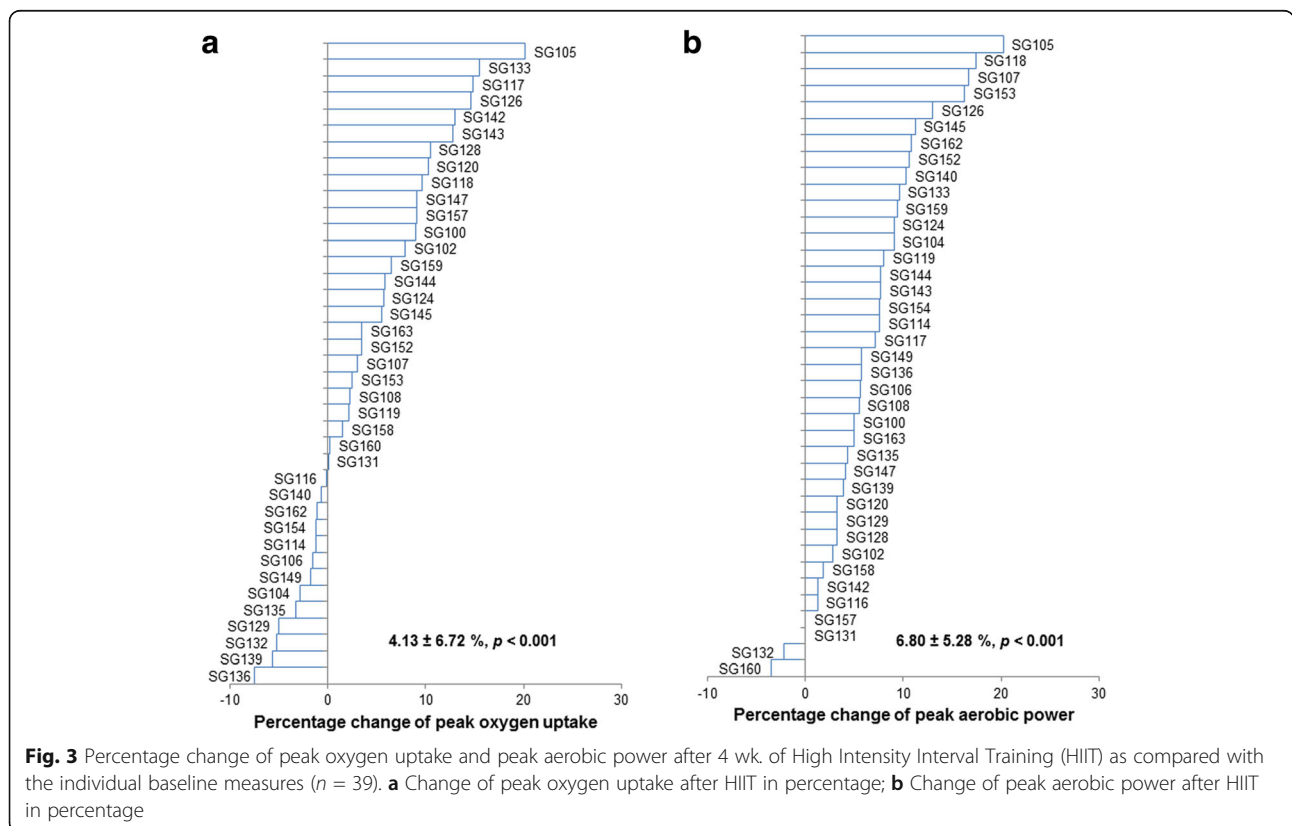 a
SG105
SG133
SG117
SG126
SG142
SG143
SG128
SG120
SG118
SG147
SG157
SG100
SG102
SG159
SG144
SG124
SG145
SG163
SG152
SG107
SG153
SG108
SG119
SG158
SG160
SG131
SG116
SG140
SG162
SG154
SG114
SG106
SG149
SG104
SG135
SG129
SG132
SG139
SG136
4.13 ± 6.72 %, p < 0.001
-10 0 10 20 30
Percentage change of peak oxygen uptake
b
SG105
SG118
SG107
SG153
SG126
SG145
SG162
SG152
SG140
SG133
SG159
SG124
SG104
SG119
SG144
SG143
SG154
SG114
SG117
SG149
SG136
SG106
SG108
SG100
SG163
SG135
SG147
SG139
SG120
SG129
SG128
SG102
SG158
SG142
SG116
SG157
SG131
SG132
SG160
6.80 ± 5.28 %, p < 0.001
-10 0 10 20 30
Percentage change of peak aerobic power
Fig. 3 Percentage change of peak oxygen uptake and peak aerobic power after 4 wk. of High Intensity Interval Training (HIIT) as compared with
the individual baseline measures (n = 39). a Change of peak oxygen uptake after HIIT in percentage; b Change of peak aerobic power after HIIT
in percentage